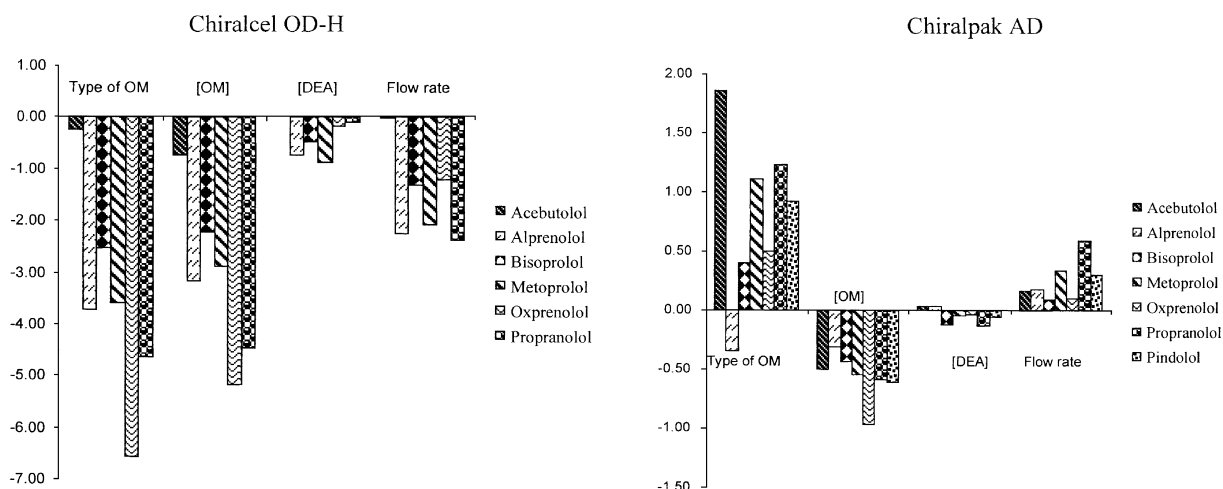 Chiralcel OD-H
1.00
0.00
-1.00
-2.00
-3.00
-4.00
-5.00
-6.00
-7.00
Type of OM
[OM]
[DEA]
Flow rate
Acebutolol
Alprenolol
Bisoprolol
Metoprolol
Oxprenolol
Propranolol
Chiralpak AD
2.00
1.50
1.00
0.50
0.00
-0.50
-1.00
-1.50
[OM]
Type of OM
[DEA]
Flow rate
Acebutolol
Alprenolol
Bisoprolol
Metoprolol
Oxprenolol
Propranolol
Pindolol